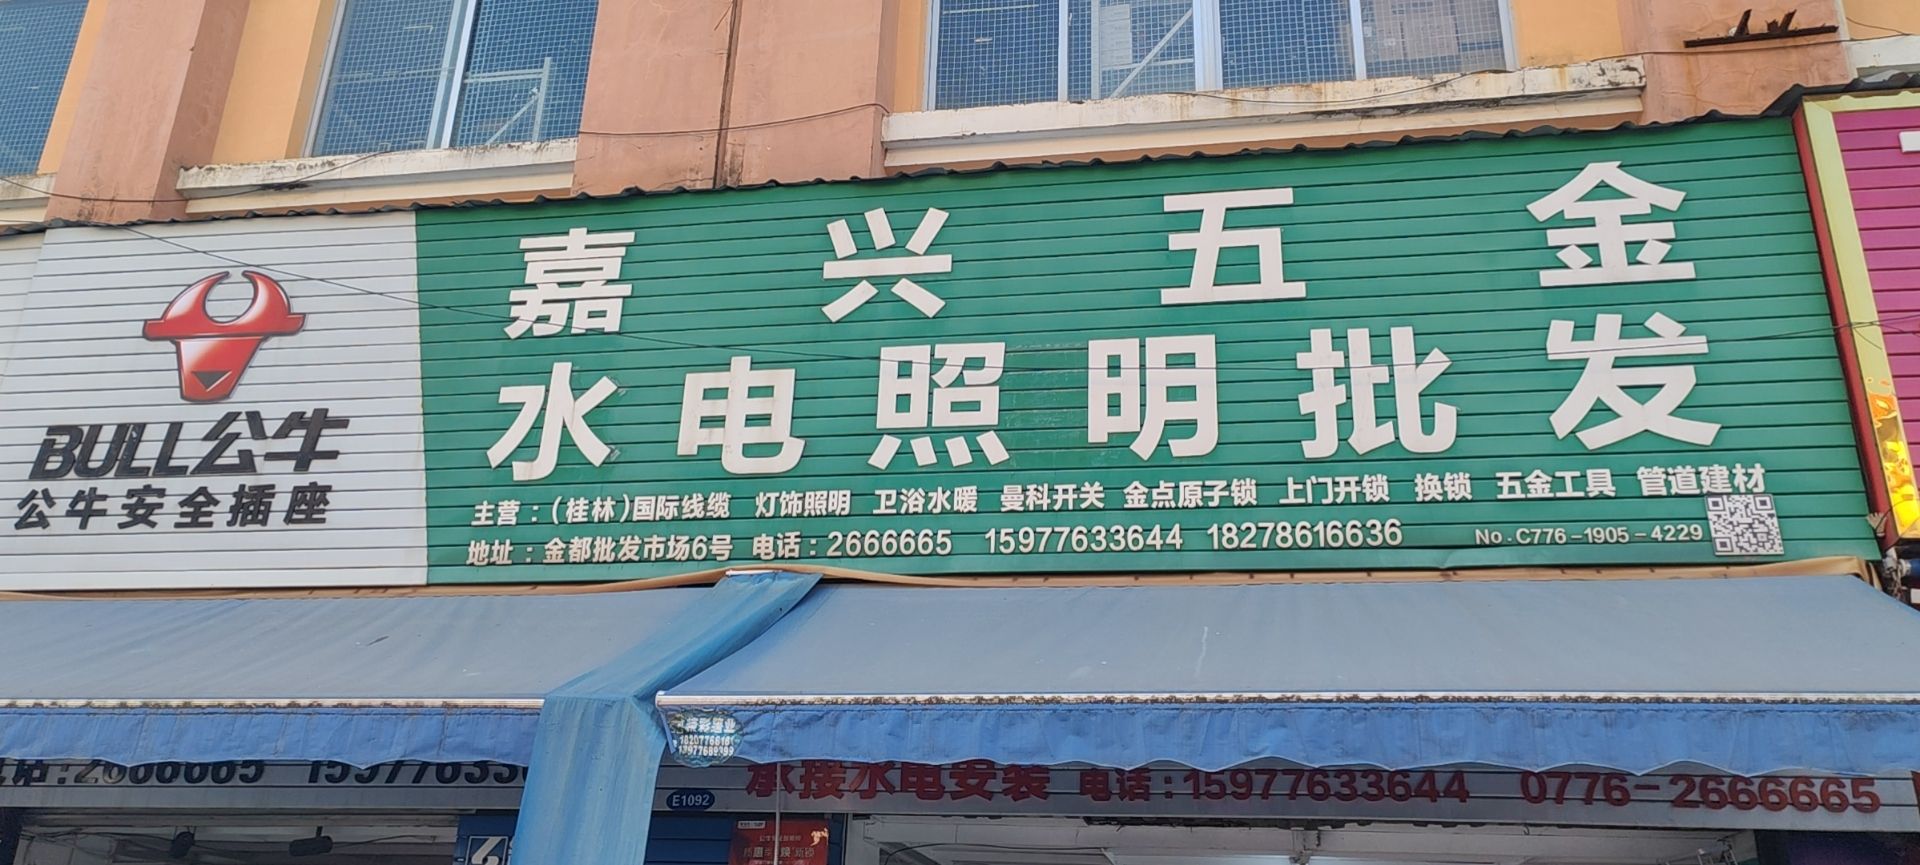 嘉兴五金
水电照明批发
BULL公牛
公牛安全插座
主营：（桂林）国际线缆 灯饰照明 卫浴水暖 曼科开关 金点原子锁 上门开锁 换锁 五金工具 管道建材
地址：金都批发市场6号 电话：2666665 15977633644 18278616636
No.C776-1905-4229
E1092
承接水电安装 电话：15977633644 0776-2666665